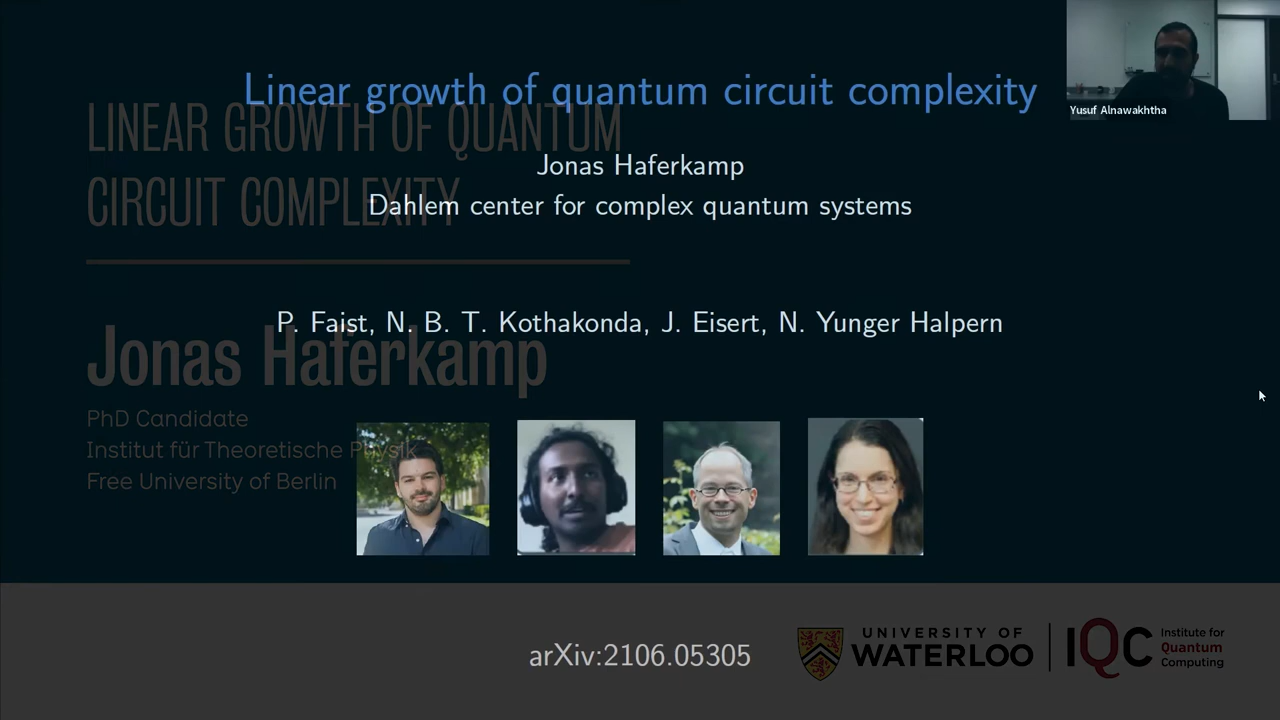 Linear growth of quantum circuit complexity
Yusuf Alnawakhtha
LINEAR GROWTH OF QUANTUM
CIRCUIT COMPLEXITY
Jonas Haferkamp
Dahlem center for complex quantum systems
P. Faist, N. B. T. Kothakonda, J. Eisert, N. Yunger Halpern
Jonas Haferkamp
PhD Candidate
Institut für Theoretische Physik
Free University of Berlin
arXiv:2106.05305
UNIVERSITY OF
WATERLOO
IQC
Institute for
Quantum
Computing